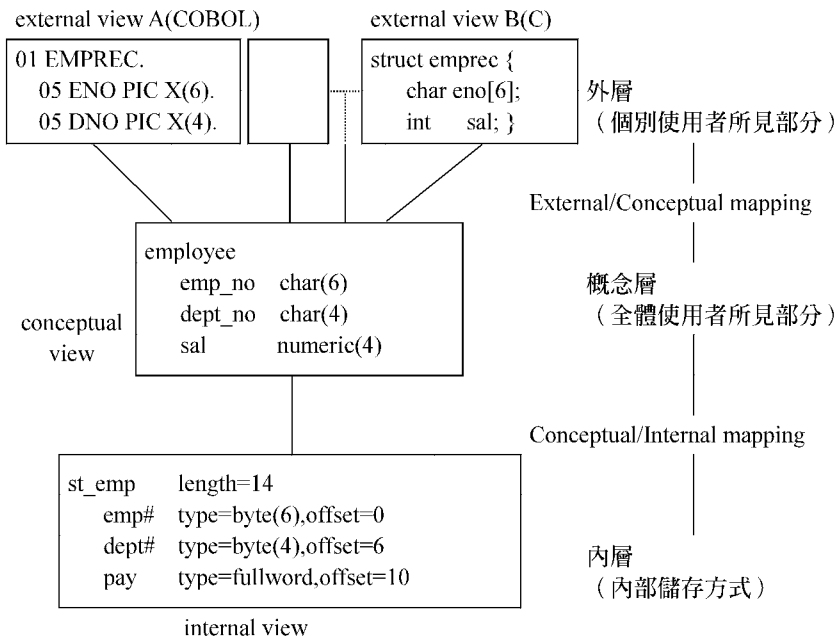 external view A(COBOL)
external view B(C)
01 EMPREC.
05 ENO PIC X(6).
05 DNO PIC X(4).
struct emprec {
char eno[6];
int sal; }
外層
（個別使用者所見部分）
External/Conceptual mapping
employee
emp_no char(6)
dept_no char(4)
sal numeric(4)
conceptual
view
概念層
（全體使用者所見部分）
Conceptual/Internal mapping
st_emp length=14
emp# type=byte(6),offset=0
dept# type=byte(4),offset=6
pay type=fullword,offset=10
內層
（內部儲存方式）
internal view